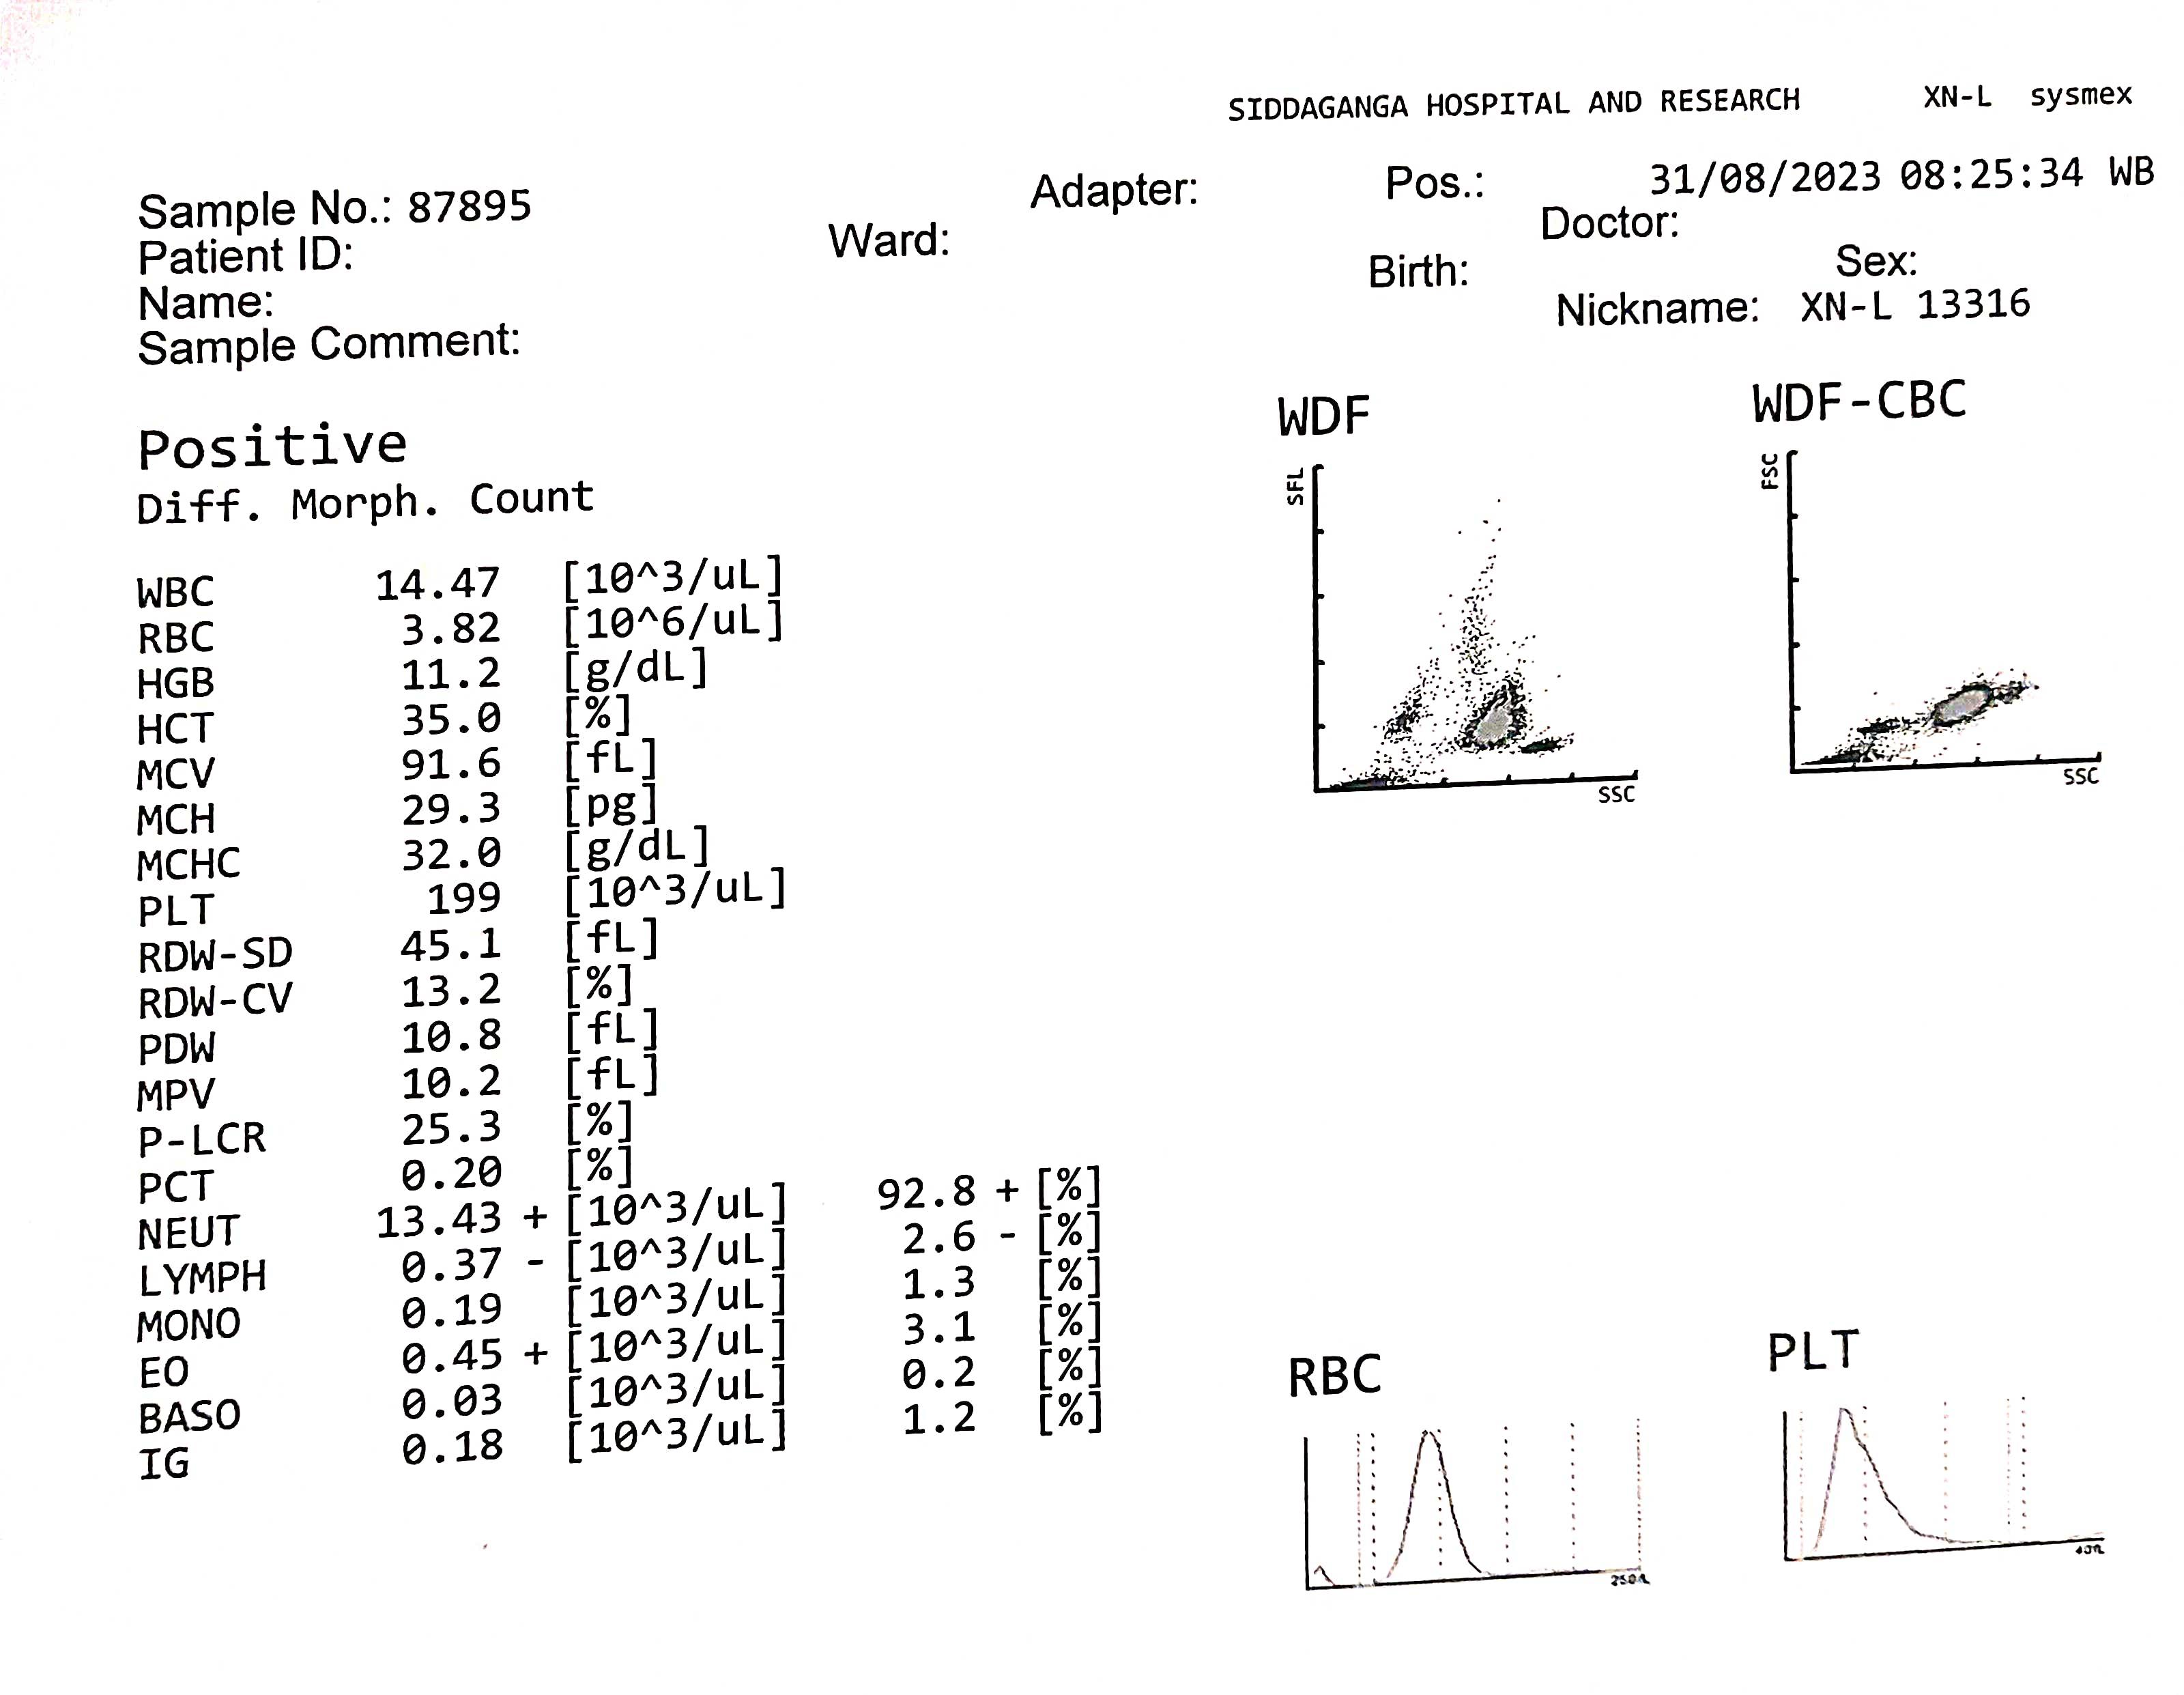 SIDDAGANGA HOSPITAL AND RESEARCH XN-L sysmex
Sample No.: 87895 Adapter: Pos.: 31/08/2023 08:25:34 WB
Patient ID: Ward: Doctor:
Name: Birth: Sex:
Sample Comment: Nickname: XN-L 13316
Positive
Diff. Morph. Count
WBC 14.47 [10^3/uL]
RBC 3.82 [10^6/uL]
HGB 11.2 [g/dL]
HCT 35.0 [%]
MCV 91.6 [fL]
MCH 29.3 [pg]
MCHC 32.0 [g/dL]
PLT 199 [10^3/uL]
RDW-SD 45.1 [fL]
RDW-CV 13.2 [%]
PDW 10.8 [fL]
MPV 10.2 [fL]
P-LCR 25.3 [%]
PCT 0.20 [%]
NEUT 13.43 + [10^3/uL] 92.8 + [%]
LYMPH 0.37 - [10^3/uL] 2.6 - [%]
MONO 0.19 [10^3/uL] 1.3 [%]
EO 0.45 + [10^3/uL] 3.1 [%]
BASO 0.03 [10^3/uL] 0.2 [%]
IG 0.18 [10^3/uL] 1.2 [%]
WDF
SFL
SSC
WDF-CBC
FSC
SSC
RBC
250fL
PLT
40fL